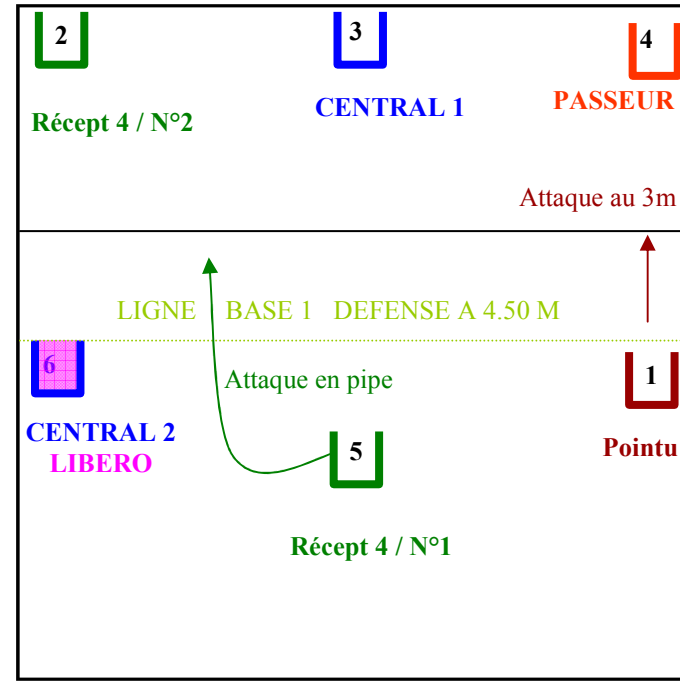 2
3
4
Récept 4 / N°2
CENTRAL 1
PASSEUR
Attaque au 3m
LIGNE BASE 1 DEFENSE A 4.50 M
6
Attaque en pipe
1
CENTRAL 2
LIBERO
5
Pointu
Récept 4 / N°1